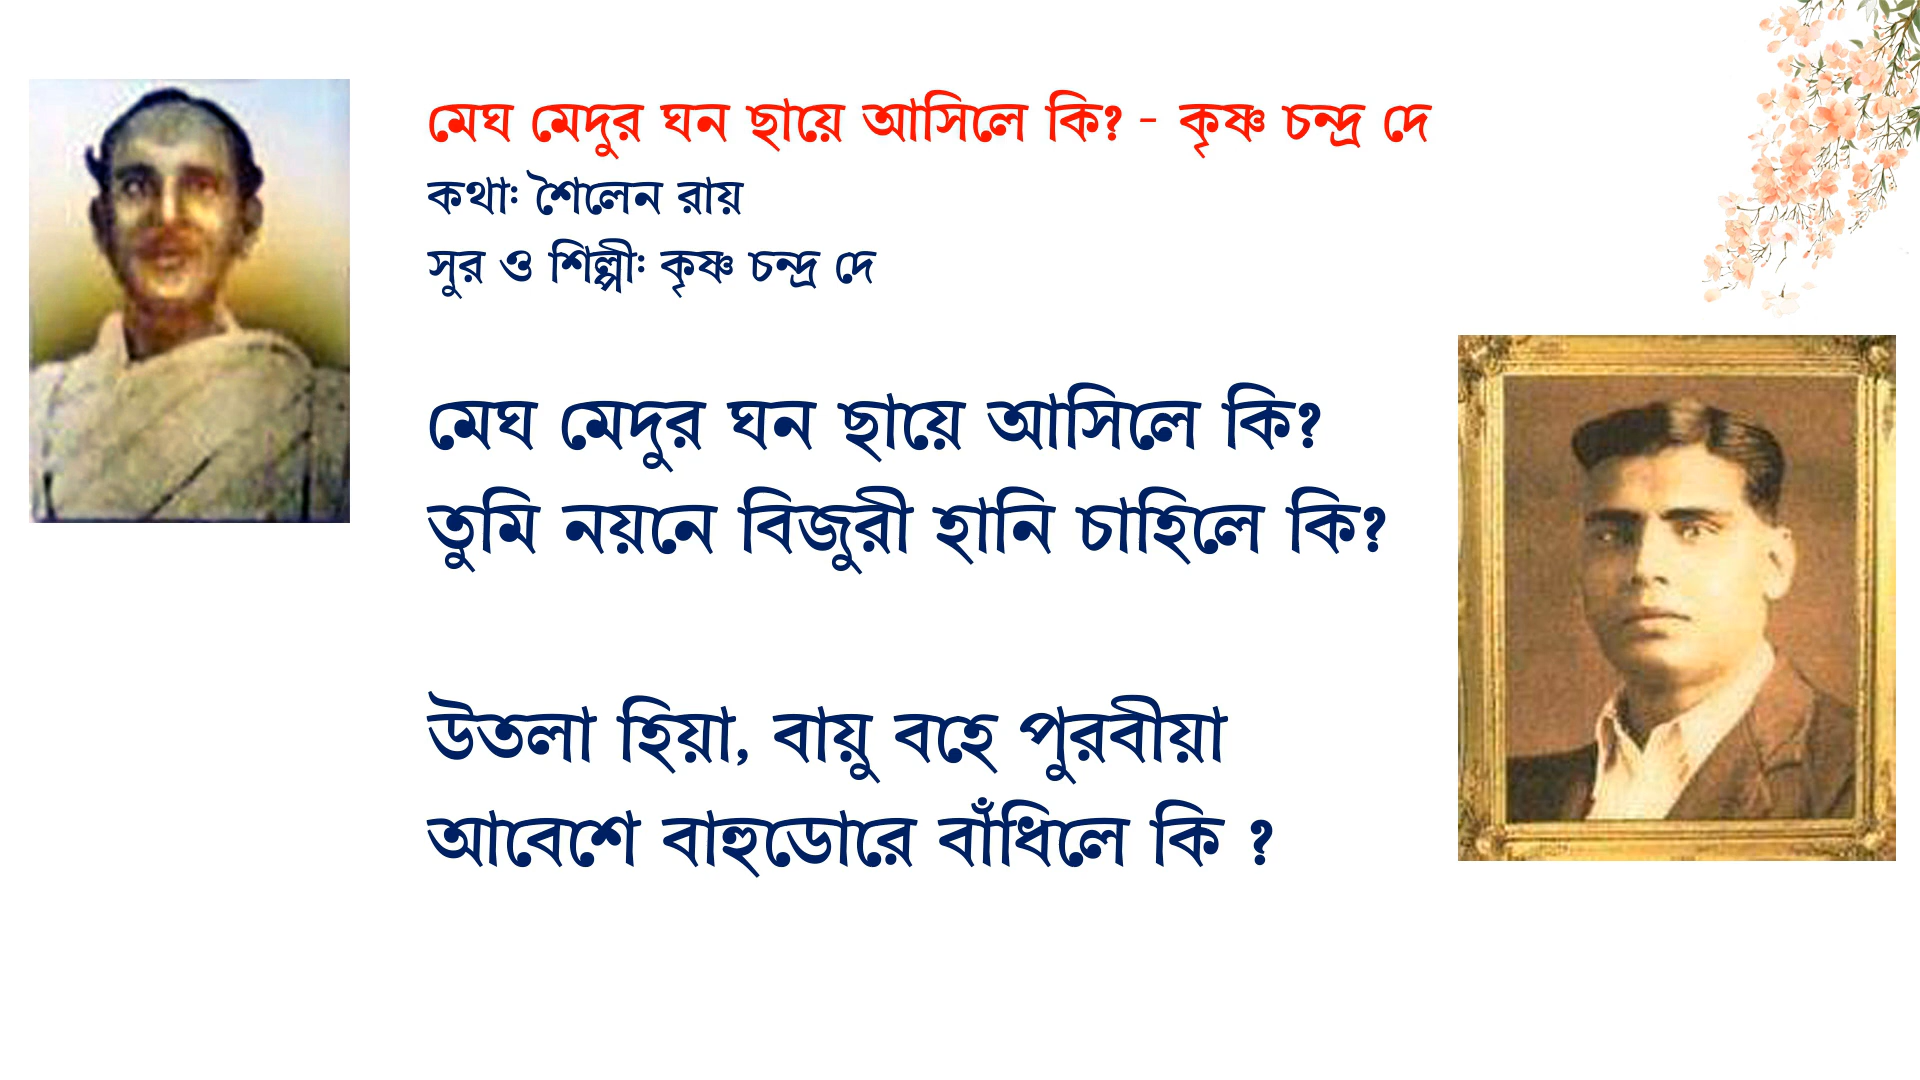 মেঘ মেদুর ঘন ছায়ে আসিলে কি? - কৃষ্ণ চন্দ্র দে
কথাঃ শৈলেন রায়
সুর ও শিল্পীঃ কৃষ্ণ চন্দ্র দে
মেঘ মেদুর ঘন ছায়ে আসিলে কি?
তুমি নয়নে বিজুরী হানি চাহিলে কি?
উতলা হিয়া, বায়ু বহে পুরবীয়া
আবেশে বাহুডোরে বাঁধিলে কি ?